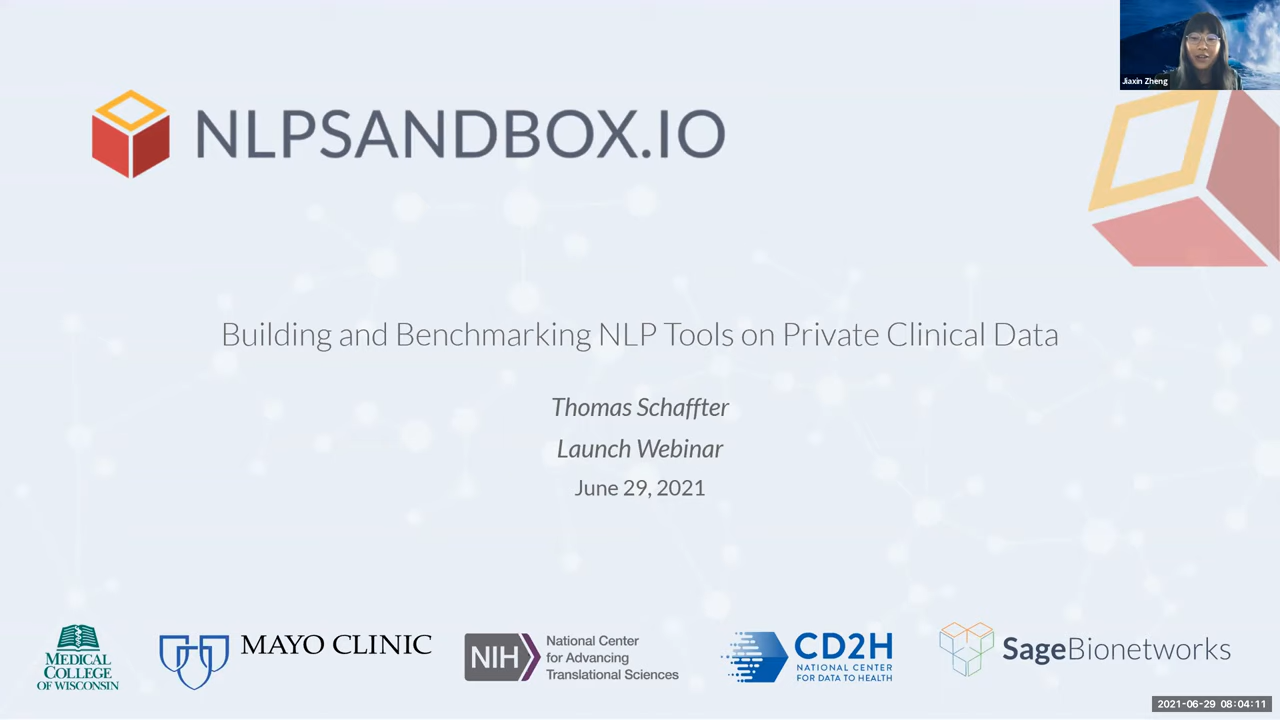 Jiaxin Zheng
NLPSANDBOX.IO
Building and Benchmarking NLP Tools on Private Clinical Data
Thomas Schaffter
Launch Webinar
June 29, 2021
MEDICAL
COLLEGE
OF WISCONSIN
MAYO CLINIC
NIH
National Center
for Advancing
Translational Sciences
CD2H
NATIONAL CENTER
FOR DATA TO HEALTH
SageBionetworks
2021-06-29 08:04:11